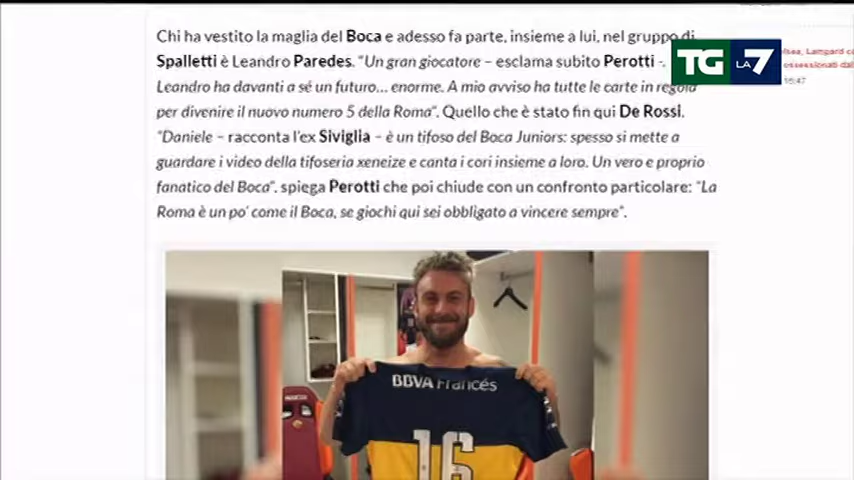 Chi ha vestito la maglia del Boca e adesso fa parte, insieme a lui, nel gruppo di
Spalletti è Leandro Paredes. "Un gran giocatore – esclama subito Perotti -.
Leandro ha davanti a sé un futuro... enorme. A mio avviso ha tutte le carte in regola
per divenire il nuovo numero 5 della Roma". Quello che è stato fin qui De Rossi.
"Daniele – racconta l'ex Siviglia – è un tifoso del Boca Juniors: spesso si mette a
guardare i video della tifoseria xeneize e canta i cori insieme a loro. Un vero e proprio
fanatico del Boca", spiega Perotti che poi chiude con un confronto particolare: "La
Roma è un po' come il Boca, se giochi qui sei obbligato a vincere sempre".
TG LA7
elsea, Lampard
ossessionati
16:47
BBVA Francés
16